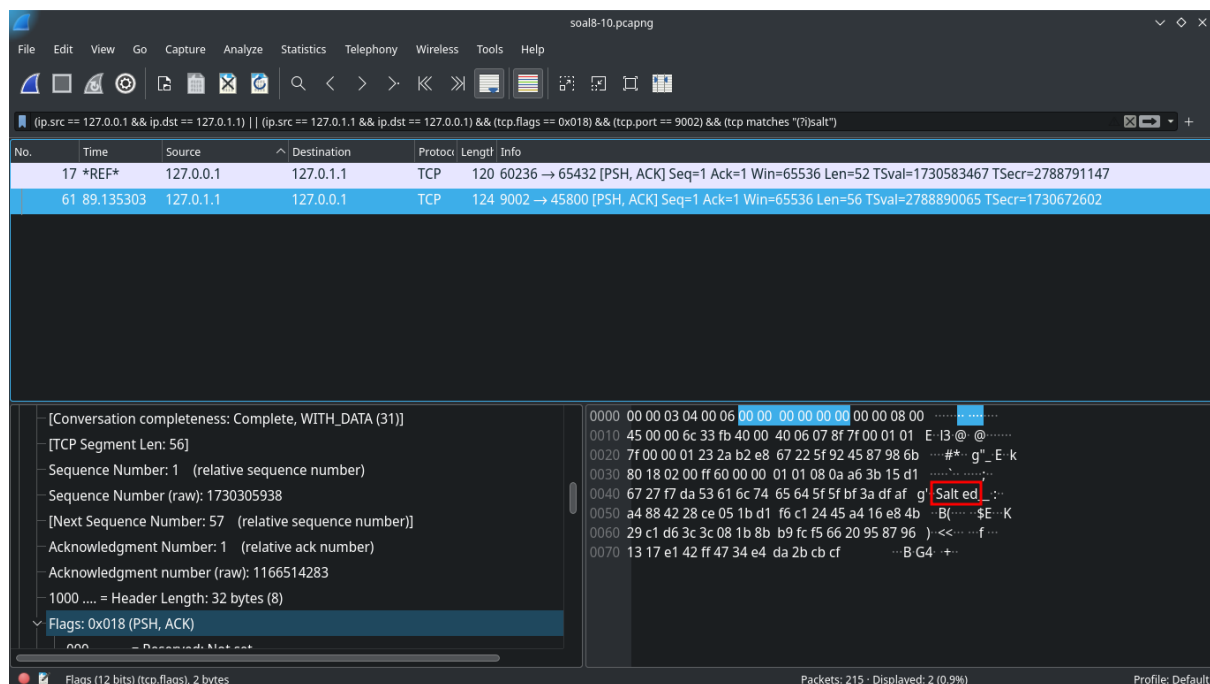 soal8-10.pcapng
File Edit View Go Capture Analyze Statistics Telephony Wireless Tools Help
(ip.src == 127.0.0.1 && ip.dst == 127.0.1.1) || (ip.src == 127.0.1.1 && ip.dst == 127.0.0.1) && (tcp.flags == 0x018) && (tcp.port == 9002) && (tcp matches "(?i)salt")
No. Time Source Destination Protoc Length Info
17 *REF* 127.0.0.1 127.0.1.1 TCP 120 60236 → 65432 [PSH, ACK] Seq=1 Ack=1 Win=65536 Len=52 TSval=1730583467 TSecr=2788791147
61 89.135303 127.0.1.1 127.0.0.1 TCP 124 9002 → 45800 [PSH, ACK] Seq=1 Ack=1 Win=65536 Len=56 TSval=2788890065 TSecr=1730672602
[Conversation completeness: Complete, WITH_DATA (31)]
[TCP Segment Len: 56]
Sequence Number: 1 (relative sequence number)
Sequence Number (raw): 1730305938
[Next Sequence Number: 57 (relative sequence number)]
Acknowledgment Number: 1 (relative ack number)
Acknowledgment number (raw): 1166514283
1000 .... = Header Length: 32 bytes (8)
Flags: 0x018 (PSH, ACK)
0000 00 00 03 04 00 06 00 00 00 00 00 00 00 00 08 00 ········ ········
0010 45 00 00 6c 33 fb 40 00 40 06 07 8f 7f 00 01 01 E··l3·@· @·······
0020 7f 00 00 01 23 2a b2 e8 67 22 5f 92 45 87 98 6b ····#*·· g"_·E··k
0030 80 18 02 00 ff 60 00 00 01 01 08 0a a6 3b 15 d1 ·····`·· ·····;··
0040 67 27 f7 da 53 61 6c 74 65 64 5f 5f bf 3a df af g'··Salt ed__·:··
0050 a4 88 42 28 ce 05 1b d1 f6 c1 24 45 a4 16 e8 4b ··B(···· ··$E···K
0060 29 c1 d6 3c 3c 08 1b 8b b9 fc f5 66 20 95 87 96 )··<<··· ···f ···
0070 13 17 e1 42 ff 47 34 e4 da 2b cb cf ···B·G4· ·+··
Flags (12 bits) (tcp.flags), 2 bytes Packets: 215 · Displayed: 2 (0.9%) Profile: Default